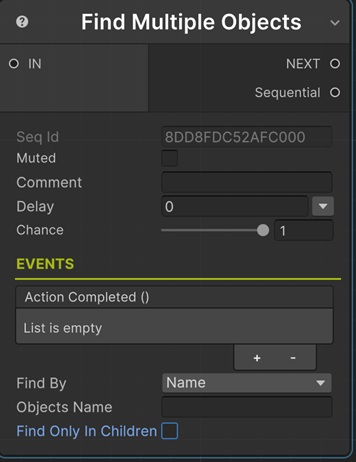 ? Find Multiple Objects
IN NEXT
Sequential
Seq Id 8DD8FDC52AFC000
Muted
Comment
Delay 0
Chance 1
EVENTS
Action Completed ()
List is empty
+ -
Find By Name
Objects Name
Find Only In Children